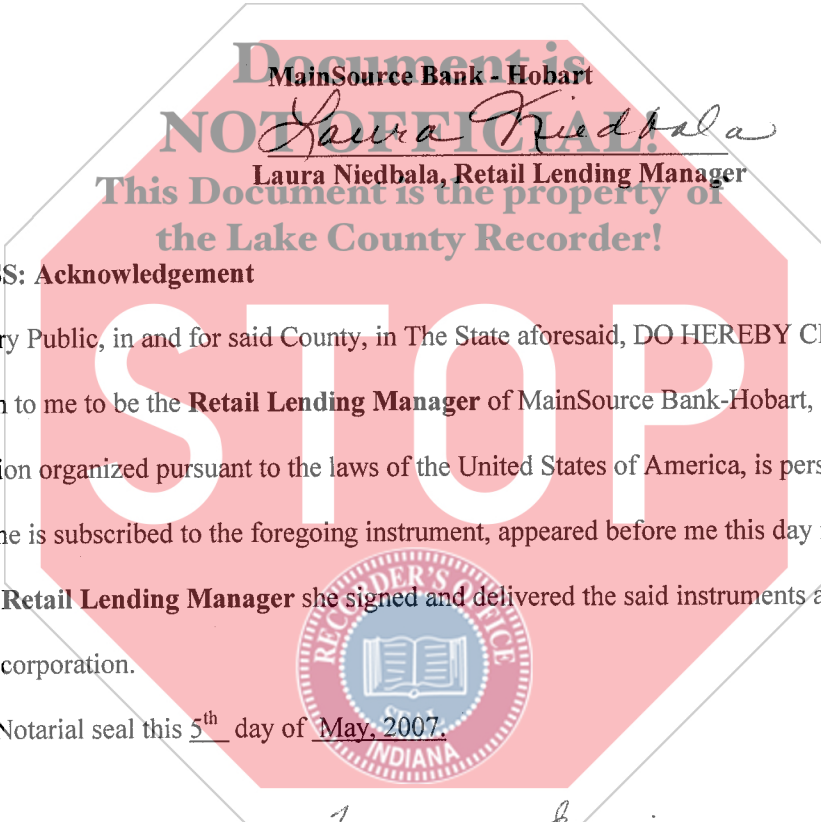 Document is
MainSource Bank - Hobart
NOT OFFICIAL!
Laura Niedbala
Laura Niedbala, Retail Lending Manager
This Document is the property of
the Lake County Recorder!
SS: Acknowledgement
ry Public, in and for said County, in The State aforesaid, DO HEREBY C
n to me to be the Retail Lending Manager of MainSource Bank-Hobart,
ion organized pursuant to the laws of the United States of America, is pers
ne is subscribed to the foregoing instrument, appeared before me this day
Retail Lending Manager she signed and delivered the said instruments a
corporation.
Notarial seal this 5th day of May, 2007.
STOP
RECORDER'S OFFICE
SEAL
INDIANA